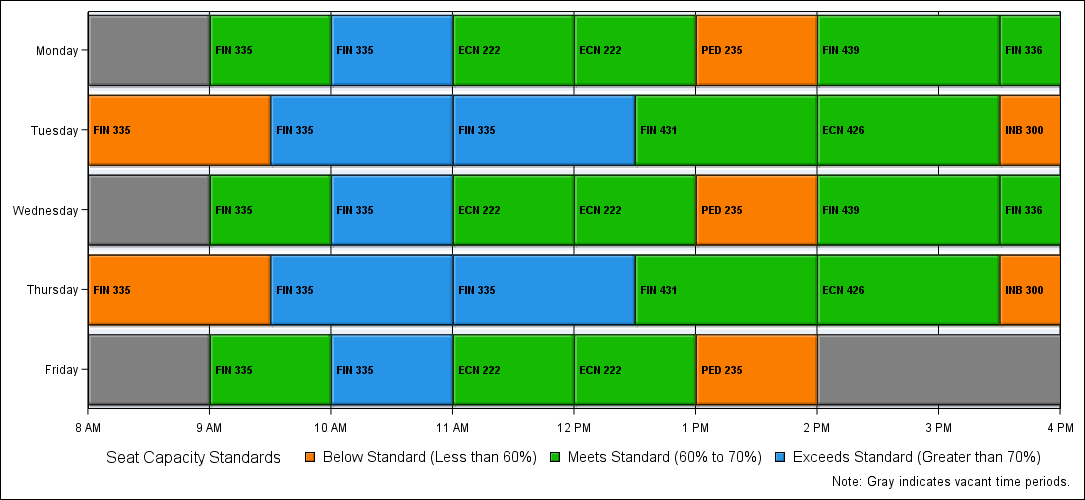 Monday FIN 335 FIN 335 ECN 222 ECN 222 PED 235 FIN 439 FIN 336
Tuesday FIN 335 FIN 335 FIN 335 FIN 431 ECN 426 INB 300
Wednesday FIN 335 FIN 335 ECN 222 ECN 222 PED 235 FIN 439 FIN 336
Thursday FIN 335 FIN 335 FIN 335 FIN 431 ECN 426 INB 300
Friday FIN 335 FIN 335 ECN 222 ECN 222 PED 235
8 AM 9 AM 10 AM 11 AM 12 PM 1 PM 2 PM 3 PM 4 PM
Seat Capacity Standards Below Standard (Less than 60%) Meets Standard (60% to 70%) Exceeds Standard (Greater than 70%)
Note: Gray indicates vacant time periods.